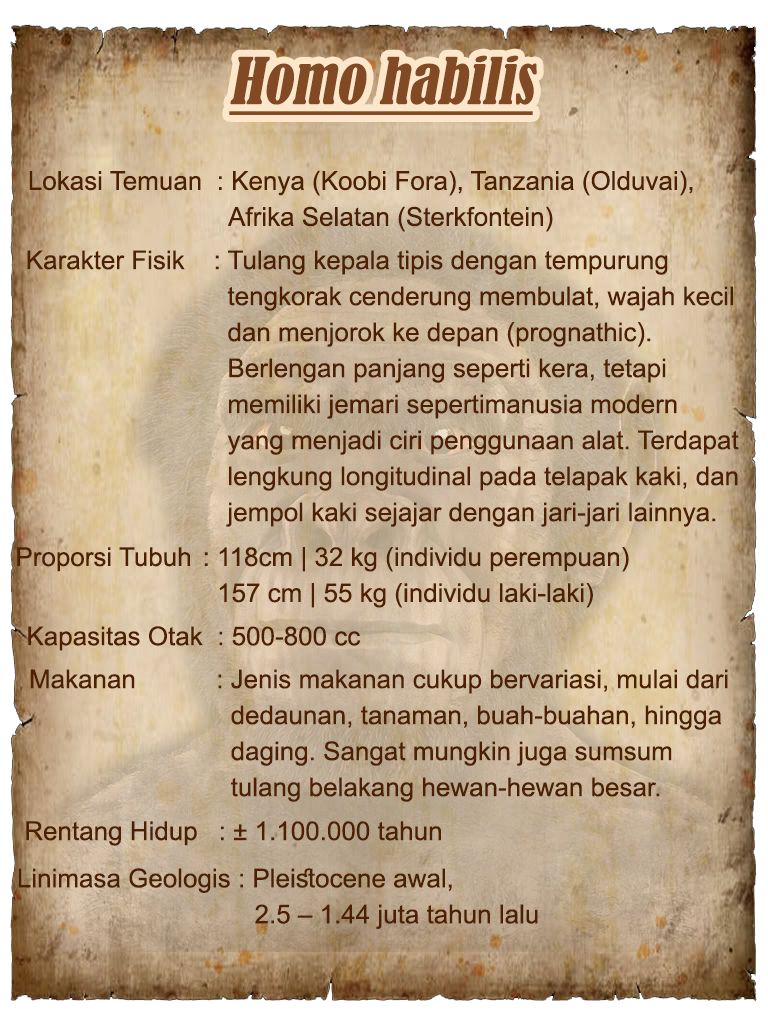 Homo habilis
Lokasi Temuan : Kenya (Koobi Fora), Tanzania (Olduvai),
Afrika Selatan (Sterkfontein)
Karakter Fisik : Tulang kepala tipis dengan tempurung
tengkorak cenderung membulat, wajah kecil
dan menjorok ke depan (prognathic).
Berlengan panjang seperti kera, tetapi
memiliki jemari sepertimanusia modern
yang menjadi ciri penggunaan alat. Terdapat
lengkung longitudinal pada telapak kaki, dan
jempol kaki sejajar dengan jari-jari lainnya.
Proporsi Tubuh : 118cm | 32 kg (individu perempuan)
157 cm | 55 kg (individu laki-laki)
Kapasitas Otak : 500-800 cc
Makanan : Jenis makanan cukup bervariasi, mulai dari
dedaunan, tanaman, buah-buahan, hingga
daging. Sangat mungkin juga sumsum
tulang belakang hewan-hewan besar.
Rentang Hidup : ± 1.100.000 tahun
Linimasa Geologis : Pleistocene awal,
2.5 – 1.44 juta tahun lalu